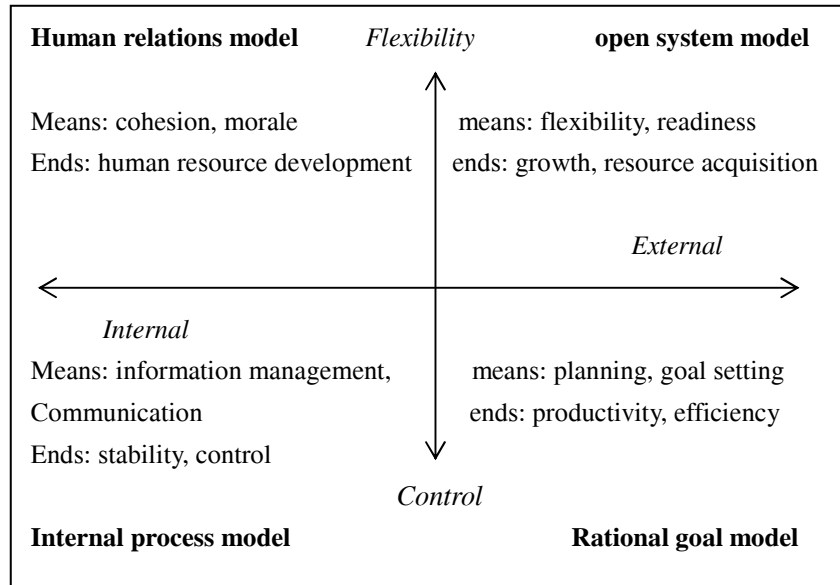 Human relations model Flexibility open system model
Means: cohesion, morale means: flexibility, readiness
Ends: human resource development ends: growth, resource acquisition
External
Internal
Means: information management, means: planning, goal setting
Communication ends: productivity, efficiency
Ends: stability, control
Control
Internal process model Rational goal model